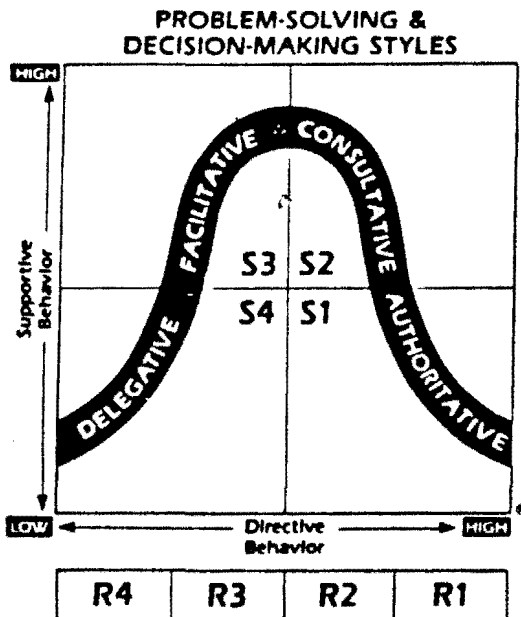 PROBLEM-SOLVING &
DECISION-MAKING STYLES
HIGH
Supportive
Behavior
FACILITATIVE
CONSULTATIVE
S3 S2
S4 S1
DELEGATIVE
AUTHORITATIVE
LOW
Directive
Behavior
HIGH
R4 R3 R2 R1